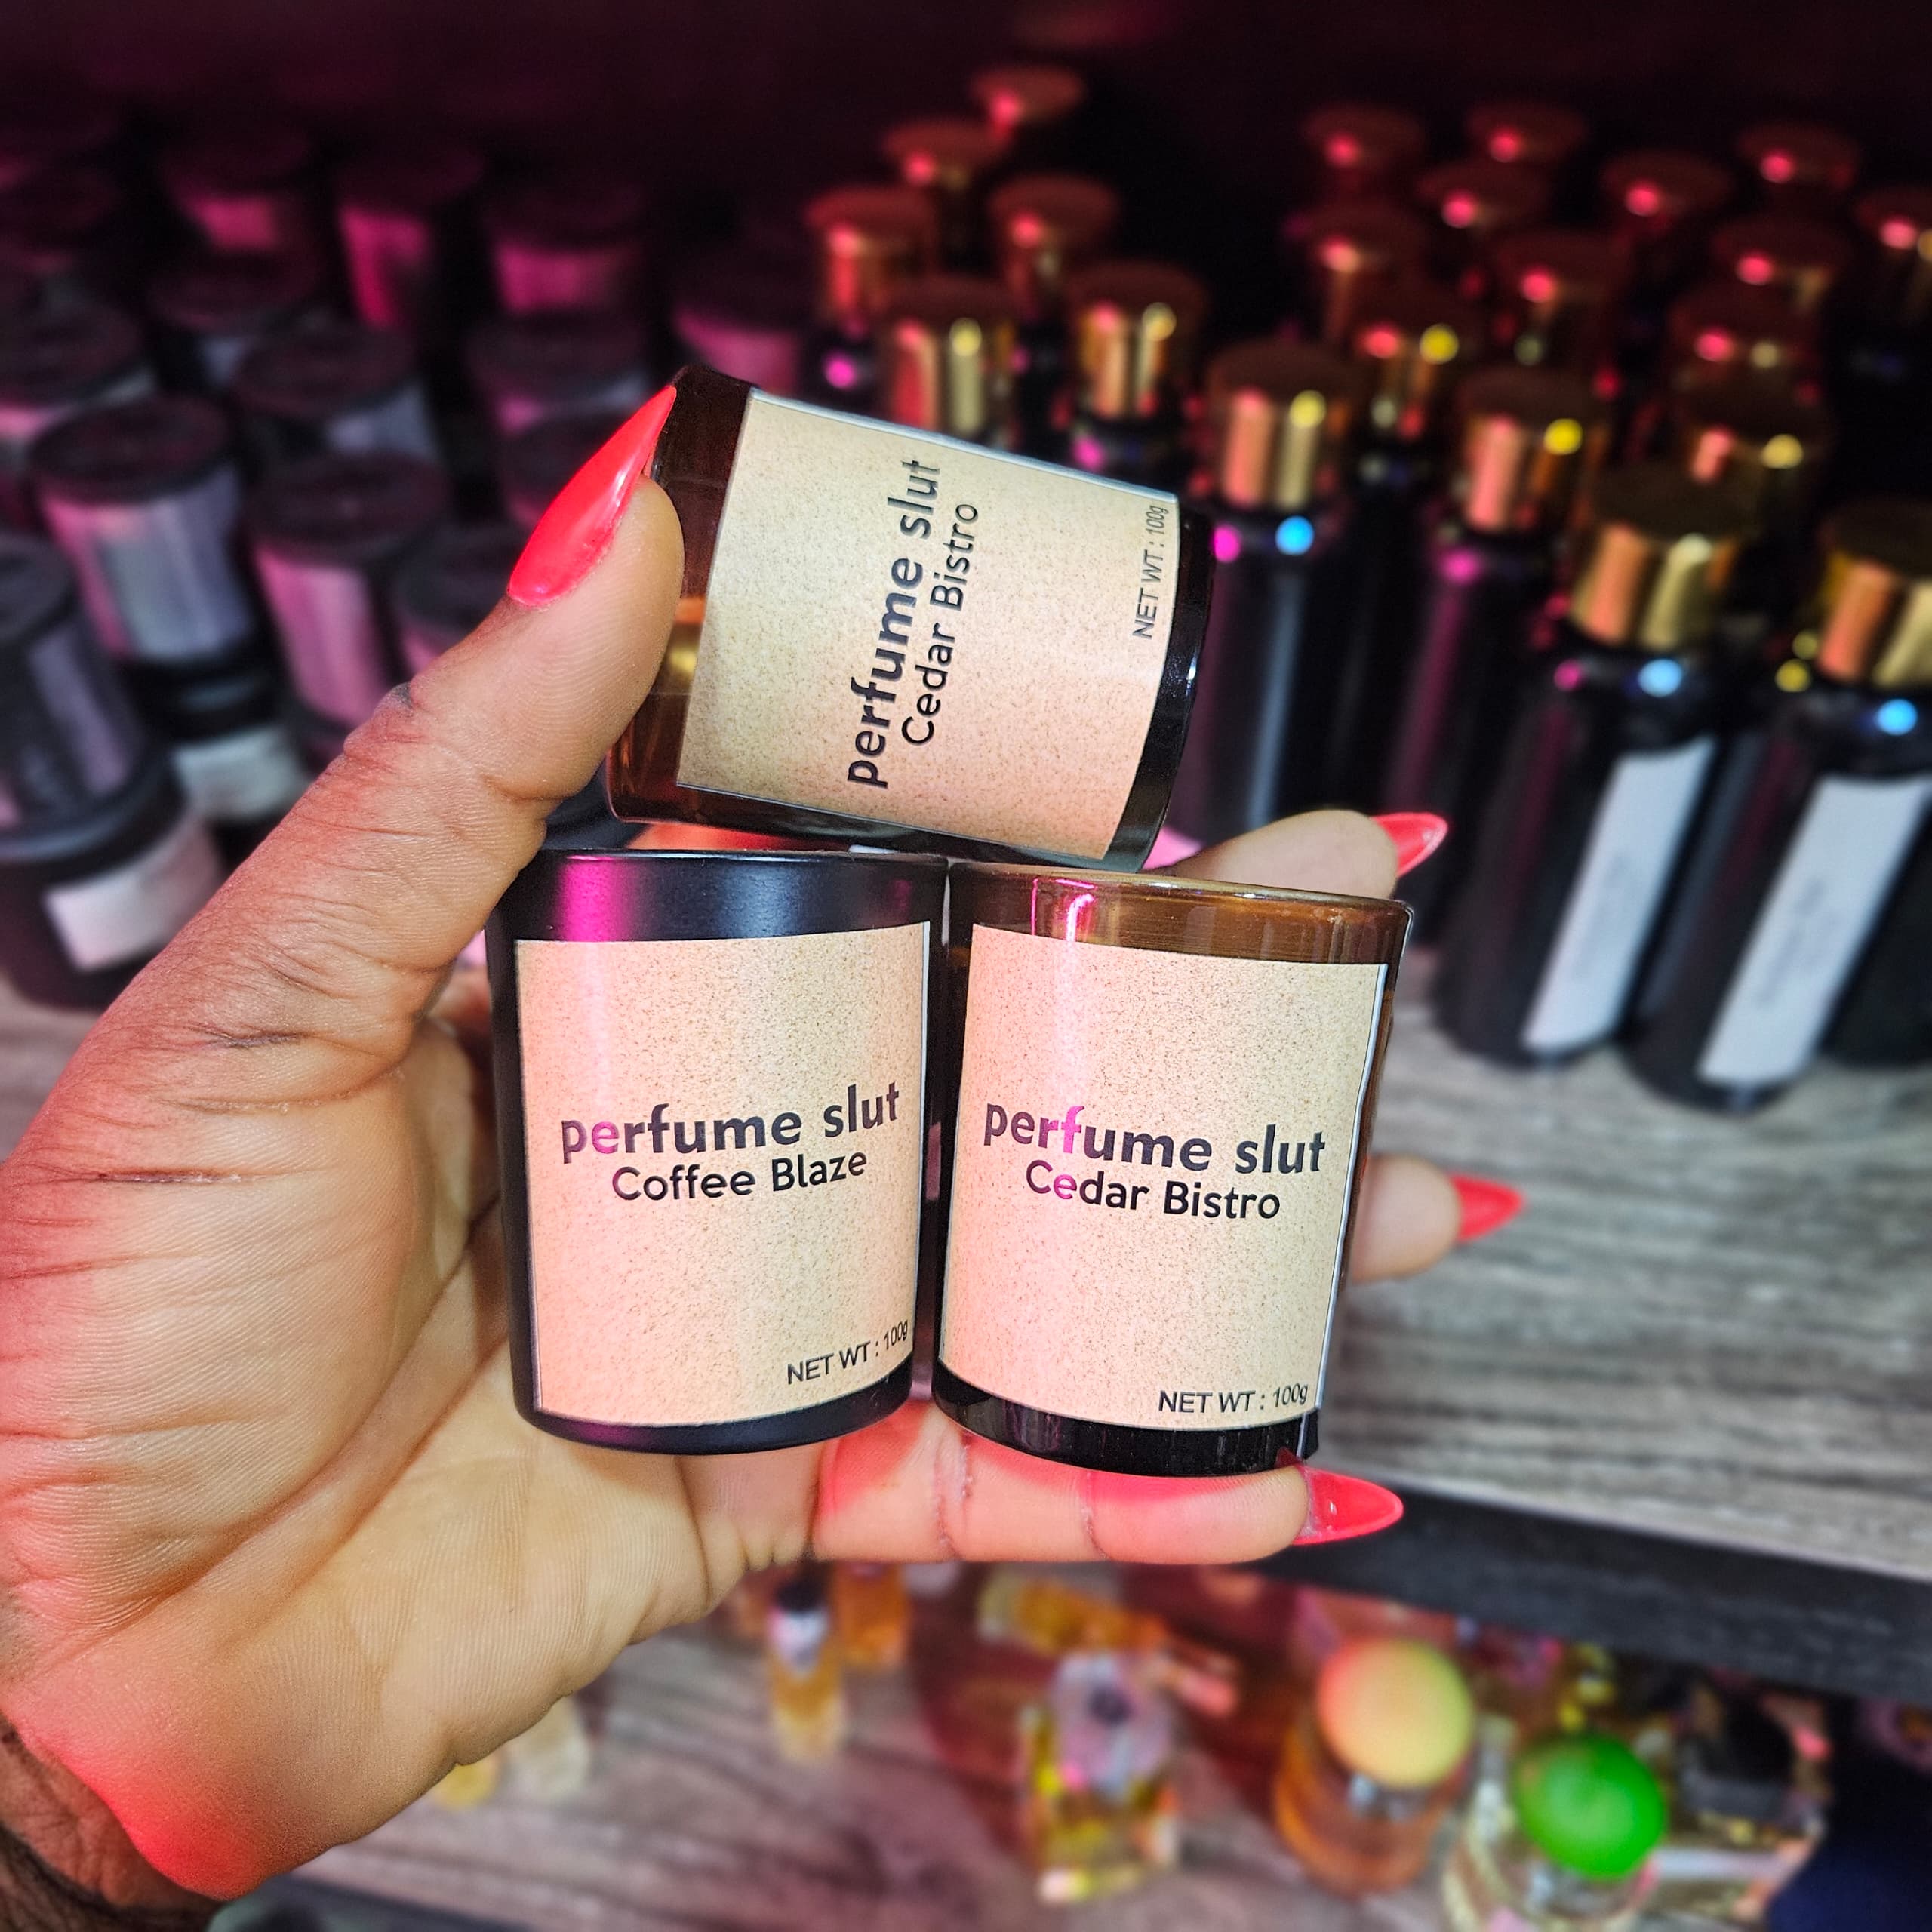 perfume slut
Cedar Bistro
NET WT : 100g
perfume slut
Coffee Blaze
NET WT : 100g
perfume slut
Cedar Bistro
NET WT : 100g